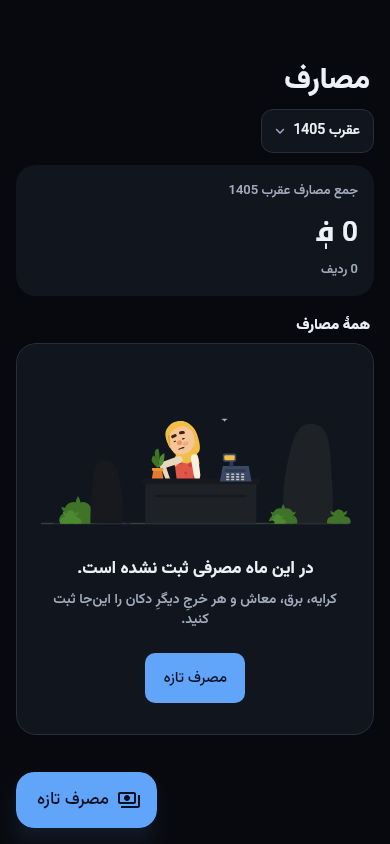 مصارف
عقرب 1405
جمع مصارف عقرب 1405
0 ؋
0 ردیف
همهٔ مصارف
در این ماه مصرفی ثبت نشده است.
کرایه، برق، معاش و هر خرجِ دیگرِ دکان را این‌جا ثبت
کنید.
مصرف تازه
مصرف تازه